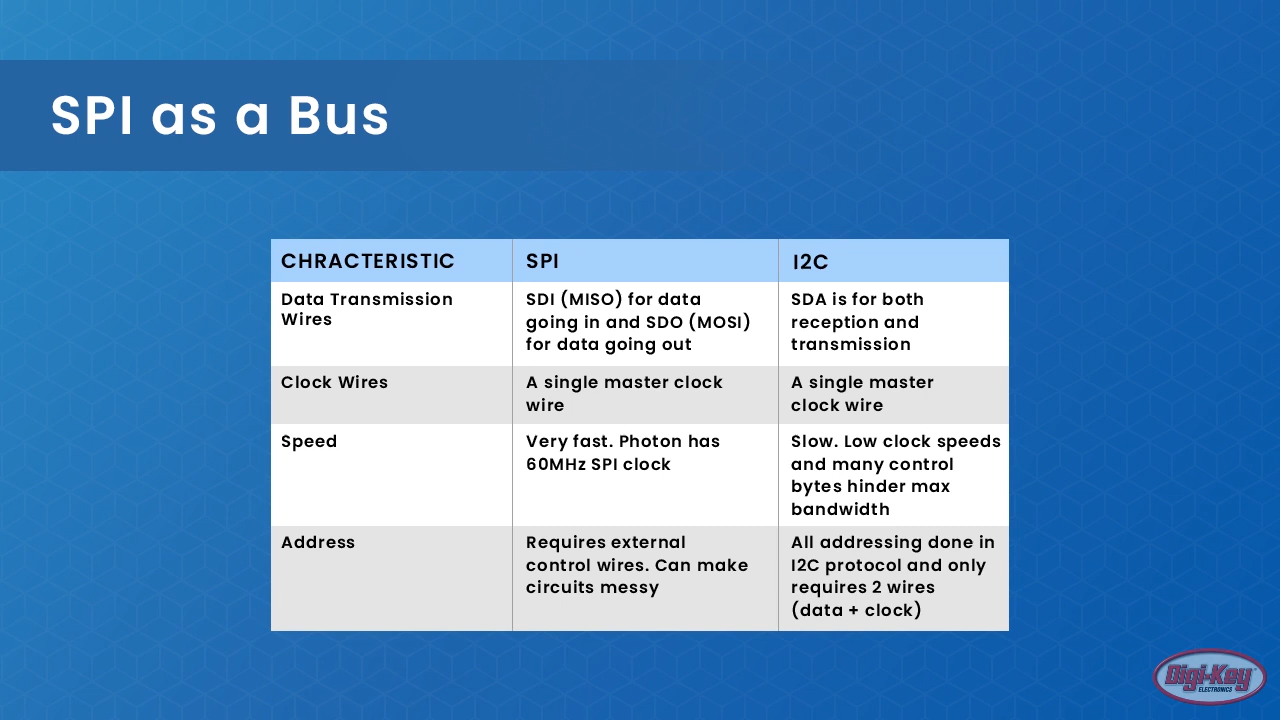 SPI as a Bus
CHRACTERISTIC
SPI
I2C
Data Transmission
Wires
SDI (MISO) for data
going in and SDO (MOSI)
for data going out
SDA is for both
reception and
transmission
Clock Wires
A single master clock
wire
A single master
clock wire
Speed
Very fast. Photon has
60MHz SPI clock
Slow. Low clock speeds
and many control
bytes hinder max
bandwidth
Address
Requires external
control wires. Can make
circuits messy
All addressing done in
I2C protocol and only
requires 2 wires
(data + clock)
Digi-Key
ELECTRONICS